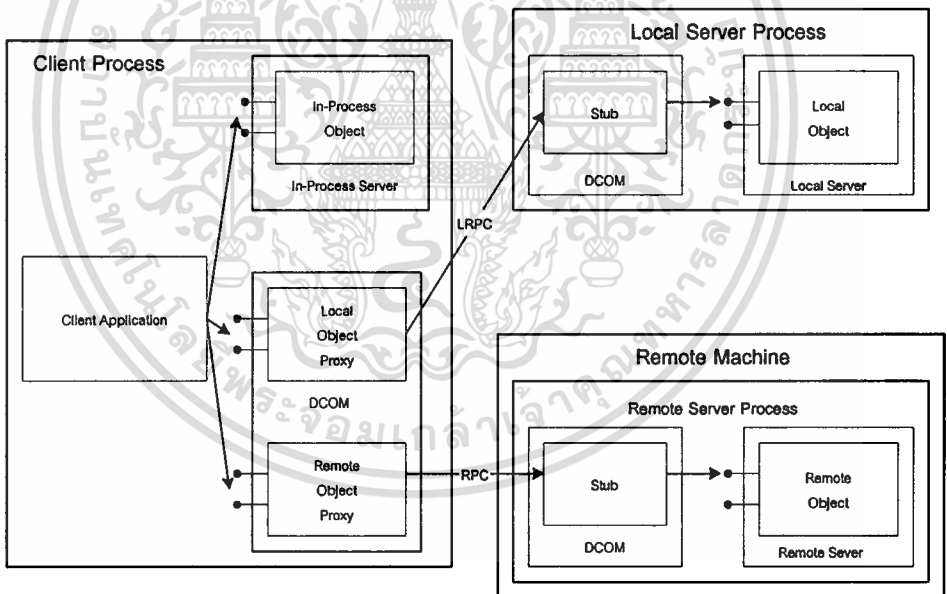 Client Process
In-Process
Object
In-Process Server
Client Application
Local
Object
Proxy
DCOM
Remote
Object
Proxy
LRPC
RPC
Local Server Process
Stub
DCOM
Local
Object
Local Server
Remote Machine
Remote Server Process
Stub
DCOM
Remote
Object
Remote Sever